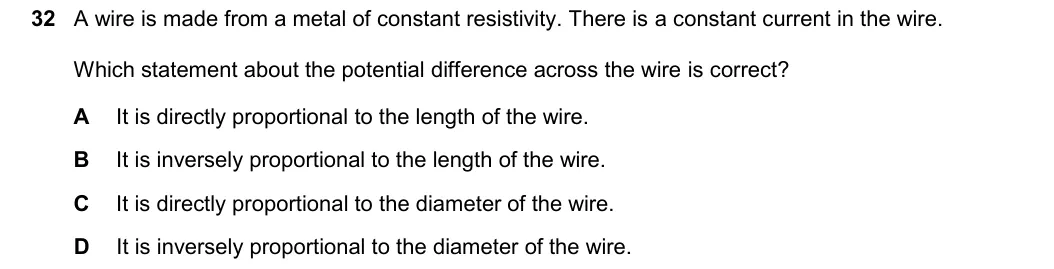 32 A wire is made from a metal of constant resistivity. There is a constant current in the wire.
Which statement about the potential difference across the wire is correct?
A It is directly proportional to the length of the wire.
B It is inversely proportional to the length of the wire.
C It is directly proportional to the diameter of the wire.
D It is inversely proportional to the diameter of the wire.